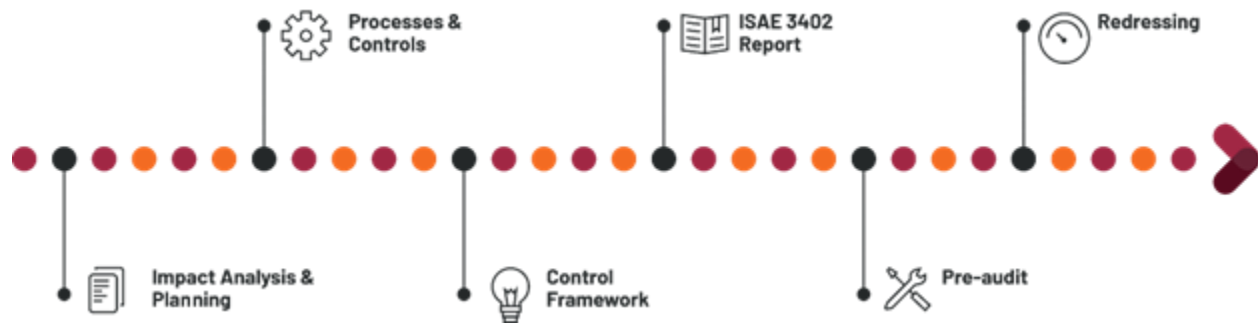 Processes &
Controls
ISAE 3402
Report
Redressing
Impact Analysis &
Planning
Control
Framework
Pre-audit